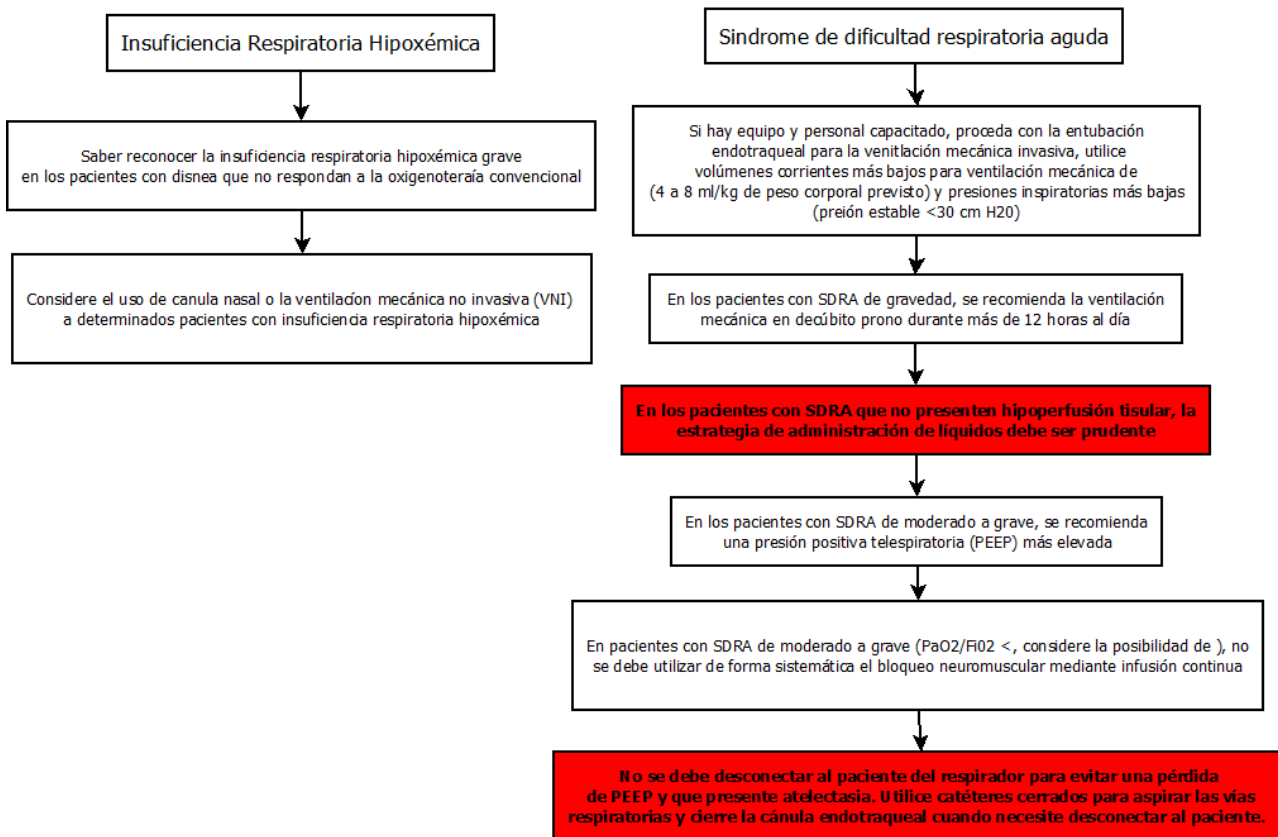 Insuficiencia Respiratoria Hipoxémica
Saber reconocer la insuficiencia respiratoria hipoxémica grave
en los pacientes con disnea que no respondan a la oxigenoteraía convencional
Considere el uso de canula nasal o la ventilacíon mecánica no invasiva (VNI)
a determinados pacientes con insuficiencia respiratoria hipoxémica
Sindrome de dificultad respiratoria aguda
Si hay equipo y personal capacitado, proceda con la entubación
endotraqueal para la venitlación mecánica invasiva, utilice
volúmenes corrientes más bajos para ventilación mecánica de
(4 a 8 ml/kg de peso corporal previsto) y presiones inspiratorias más bajas
(preión estable <30 cm H20)
En los pacientes con SDRA de gravedad, se recomienda la ventilación
mecánica en decúbito prono durante más de 12 horas al día
En los pacientes con SDRA que no presenten hipoperfusión tisular, la
estrategia de administración de líquidos debe ser prudente
En los pacientes con SDRA de moderado a grave, se recomienda
una presión positiva telespiratoria (PEEP) más elevada
En pacientes con SDRA de moderado a grave (PaO2/Fi02 <, considere la posibilidad de ), no
se debe utilizar de forma sistemática el bloqueo neuromuscular mediante infusión continua
No se debe desconectar al paciente del respirador para evitar una pérdida
de PEEP y que presente atelectasia. Utilice catéteres cerrados para aspirar las vías
respiratorias y cierre la cánula endotraqueal cuando necesite desconectar al paciente.